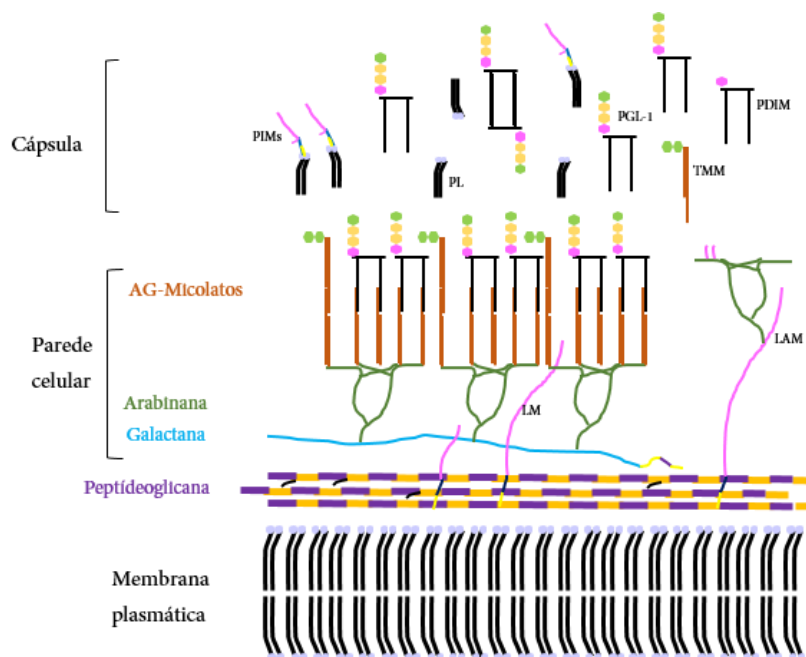 Cápsula
PIMs
PL
PGL-1
PDIM
TMM
AG-Micolatos
Parede
celular
Arabinana
Galactana
LM
LAM
Peptídeoglicana
Membrana
plasmática